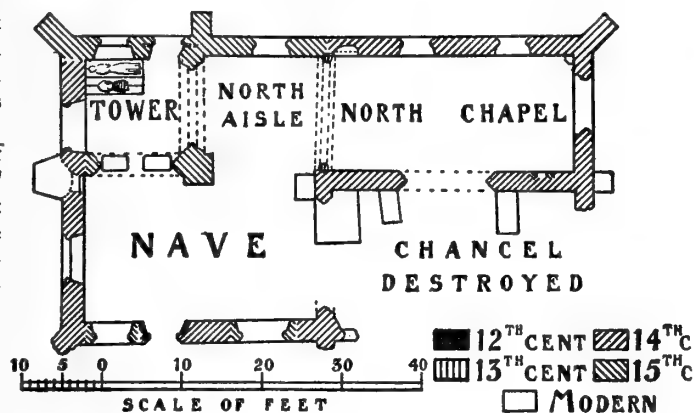 TOWER
NORTH
AISLE
NORTH CHAPEL
NAVE
CHANCEL
DESTROYED
12TH CENT 14TH C
13TH CENT 15TH C
MODERN
10 5 0 10 20 30 40
SCALE OF FEET